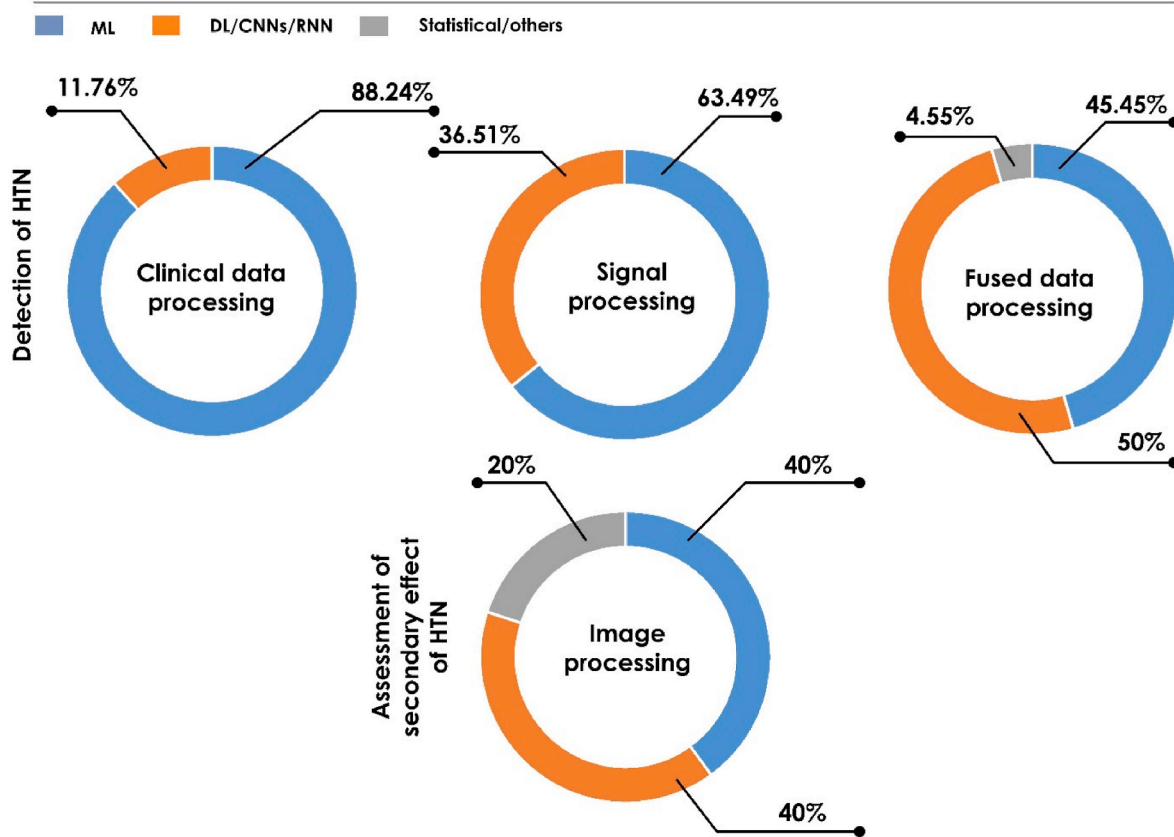 ML DL/CNNs/RNN Statistical/others
Detection of HTN
11.76%
88.24%
Clinical data
processing
36.51%
63.49%
Signal
processing
4.55%
45.45%
Fused data
processing
50%
Assessment of
secondary effect
of HTN
20%
40%
Image
processing
40%